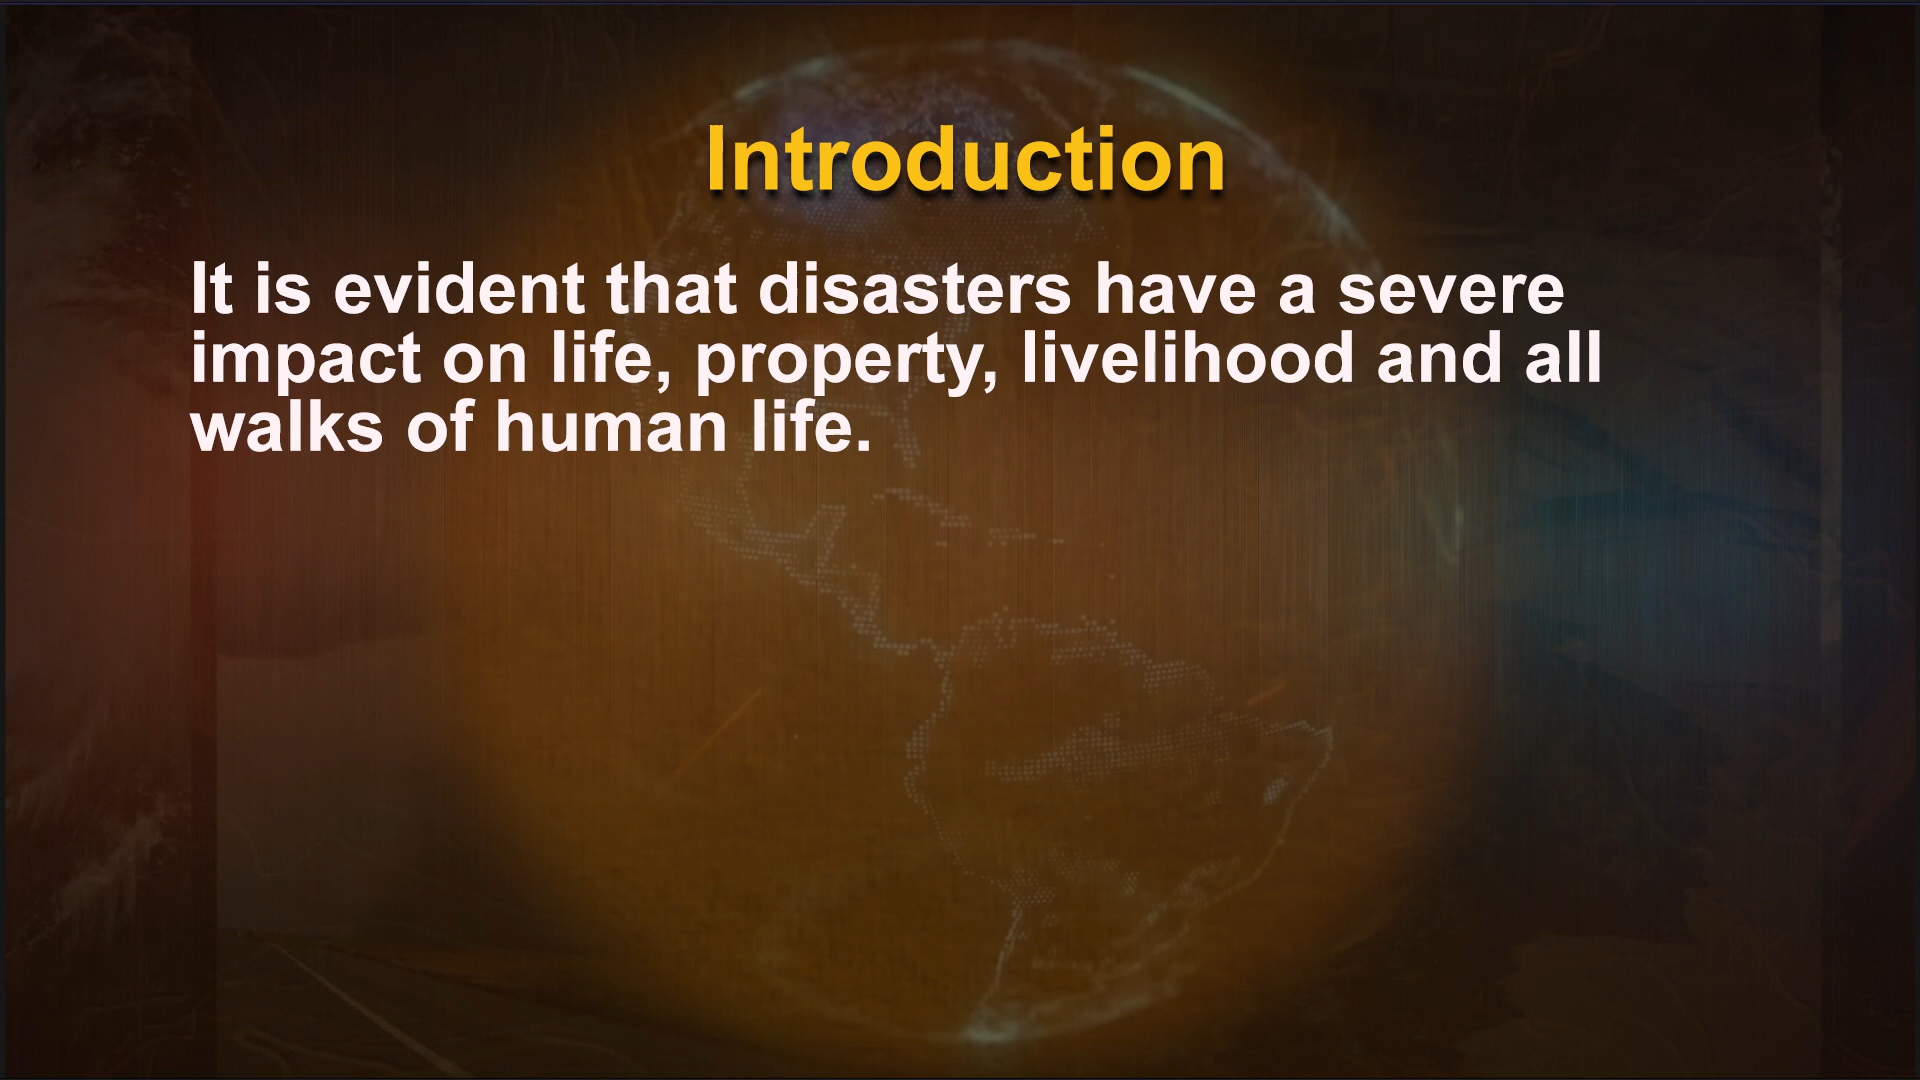 Introduction
It is evident that disasters have a severe
impact on life, property, livelihood and all
walks of human life.